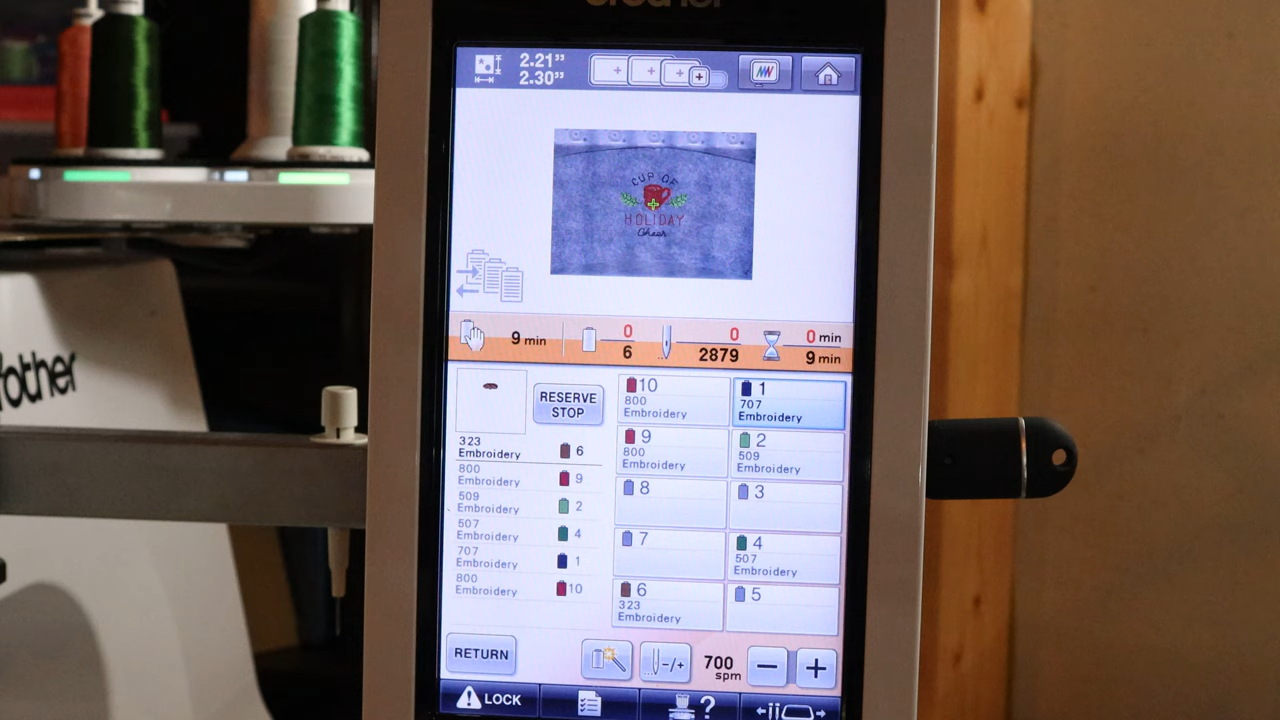 brother
2.21"
2.30"
CUP OF
HOLIDAY
Cheer
9 min
0
6
0
2879
0 min
9 min
RESERVE
STOP
323
Embroidery
6
800
Embroidery
9
509
Embroidery
2
507
Embroidery
4
707
Embroidery
1
800
Embroidery
10
10
800
Embroidery
1
707
Embroidery
9
800
Embroidery
2
509
Embroidery
8
3
7
4
507
Embroidery
6
323
Embroidery
5
RETURN
-/+
700
spm
−
+
LOCK
?
brother